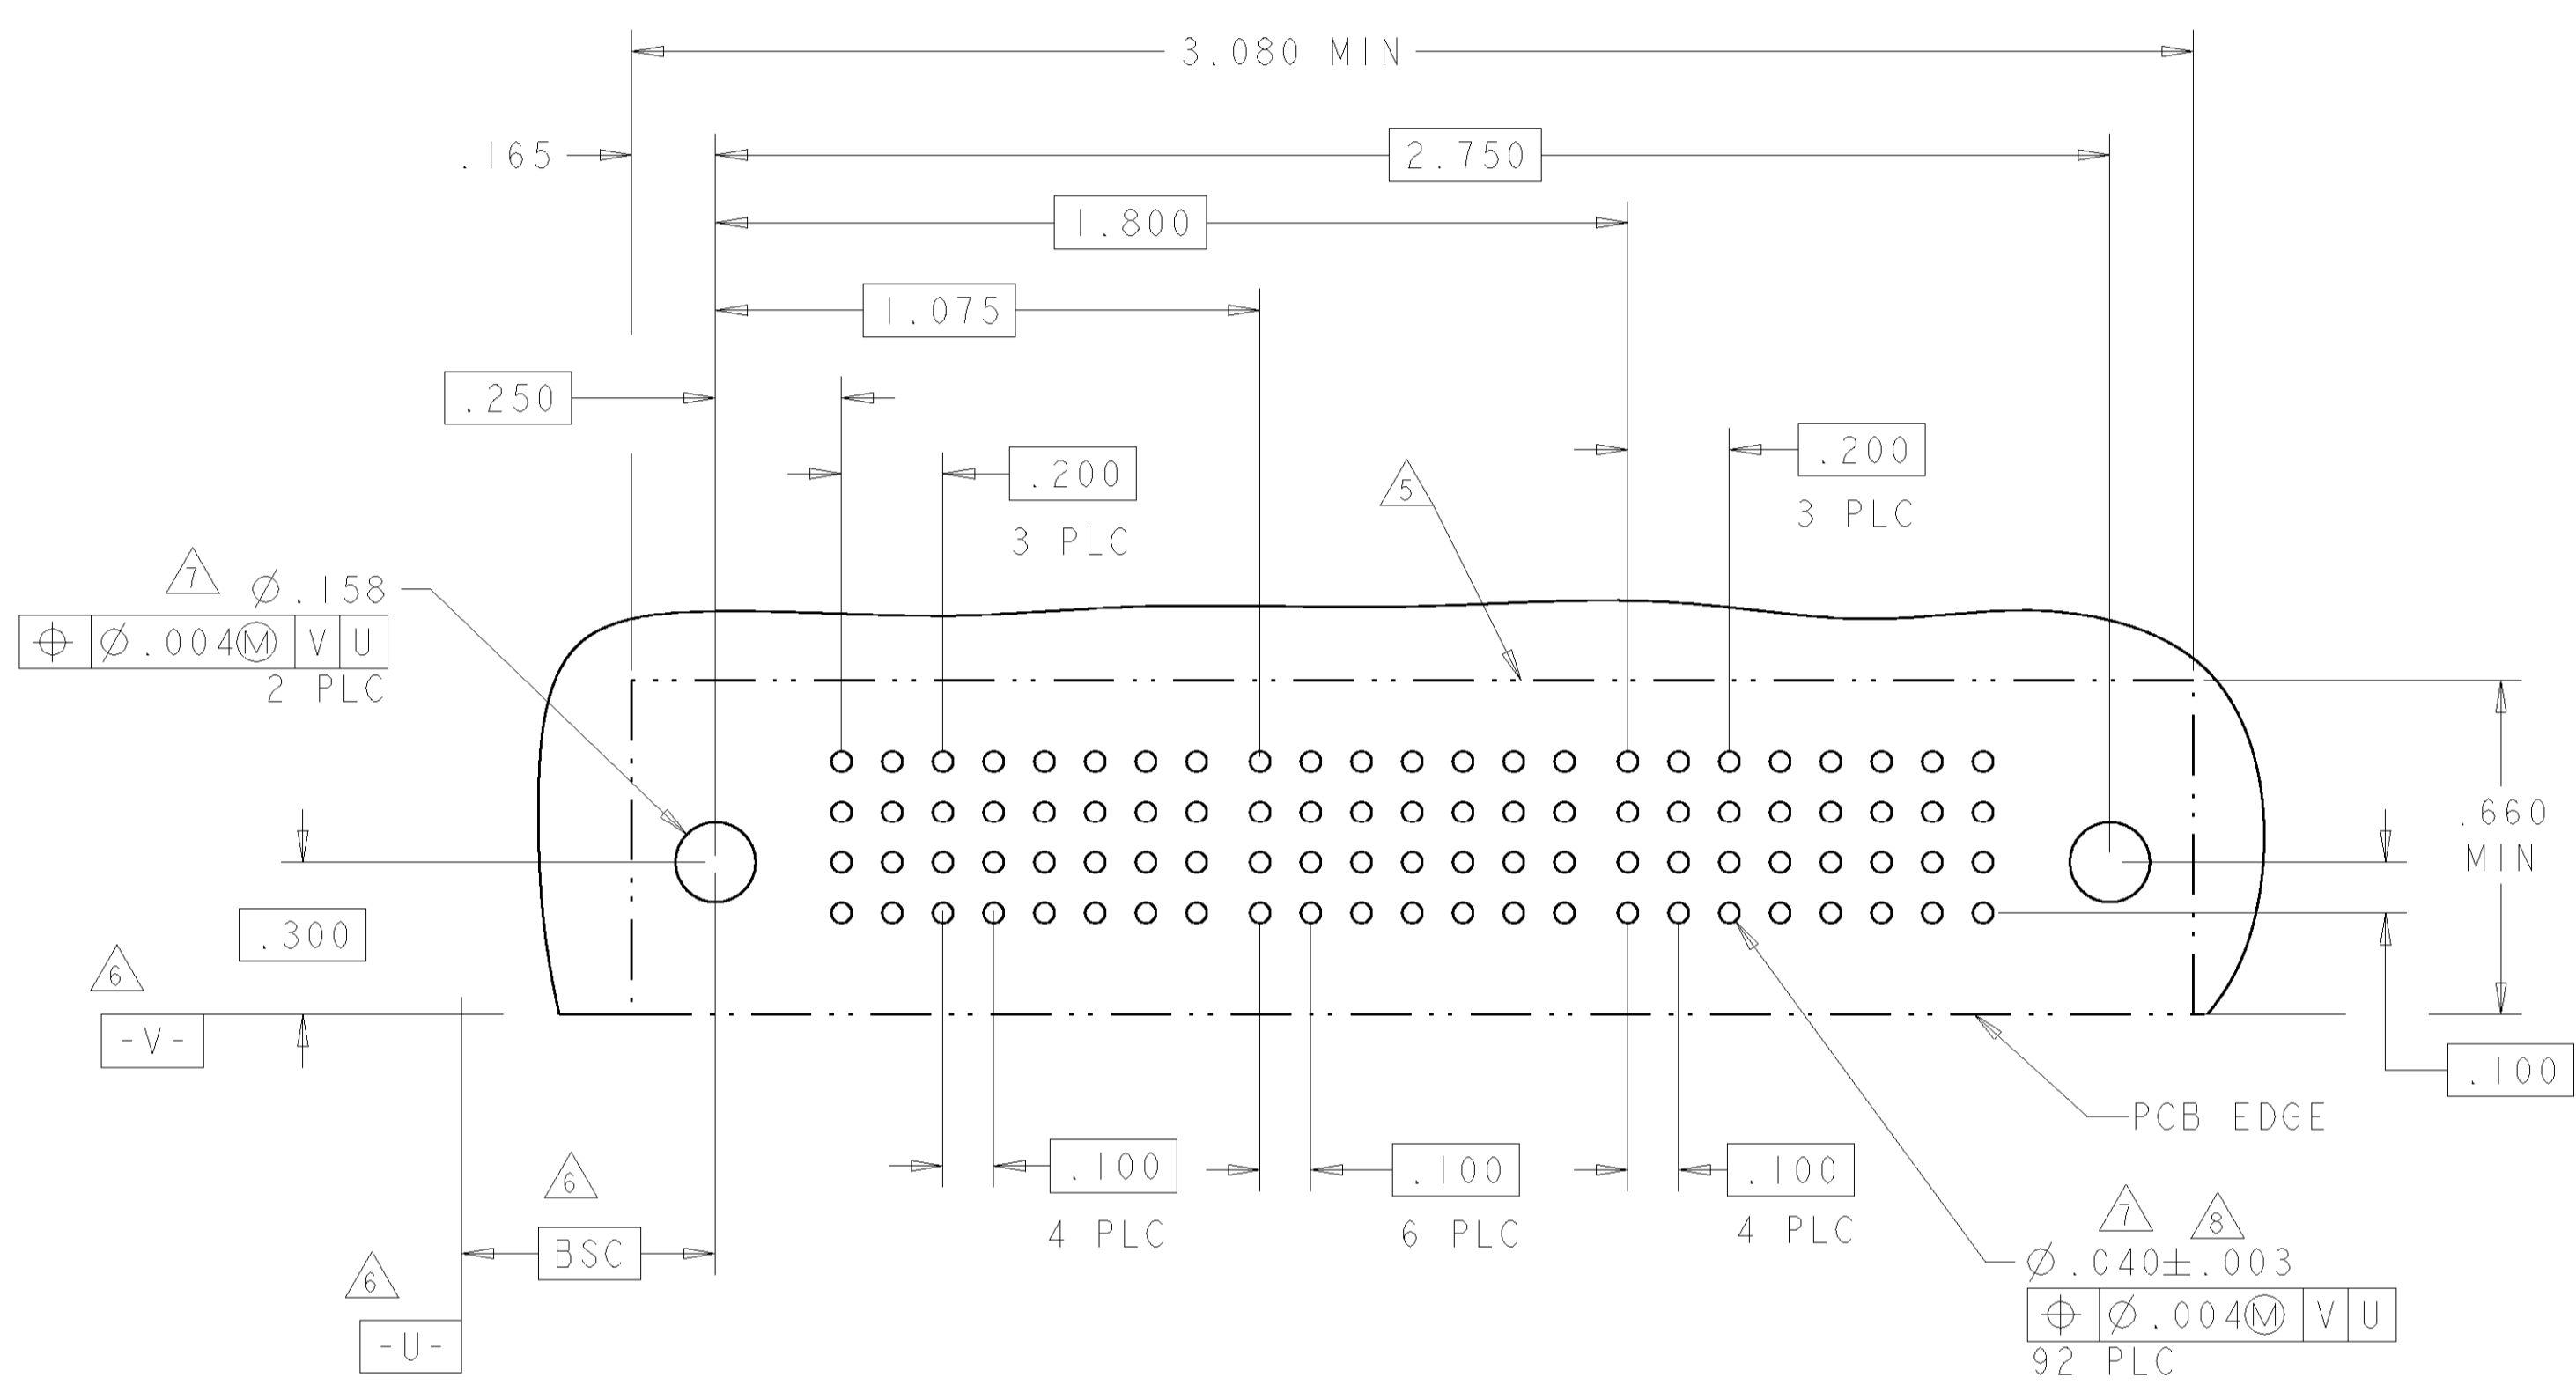 3.080 MIN
.165
2.750
1.800
1.075
.250
.200
3 PLC
.200
3 PLC
5
7
⌀.158
⌖ ⌀.004Ⓜ V U
2 PLC
.660
MIN
.300
6
-V-
.100
PCB EDGE
.100
4 PLC
.100
6 PLC
.100
4 PLC
6
BSC
6
-U-
7 8
⌀.040±.003
⌖ ⌀.004Ⓜ V U
92 PLC